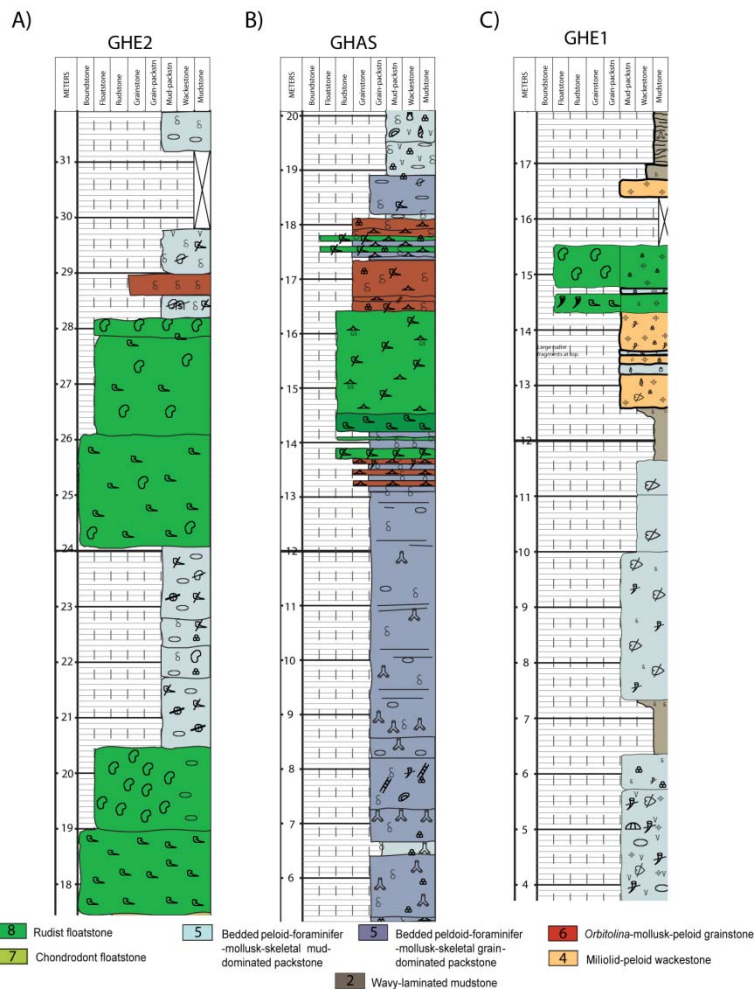 A)
GHE2
METERS
Boundstone
Floatstone
Rudstone
Grainstone
Grain-packstn
Mud-packstn
Wackestone
Mudstone
31
30
29
28
27
26
25
24
23
22
21
20
19
18
B)
GHAS
METERS
Boundstone
Floatstone
Rudstone
Grainstone
Grain-packstn
Mud-packstn
Wackestone
Mudstone
20
19
18
17
16
15
14
13
12
11
10
9
8
7
6
C)
GHE1
METERS
Boundstone
Floatstone
Rudstone
Grainstone
Grain-packstn
Mud-packstn
Wackestone
Mudstone
17
16
15
14
Large rudist
fragments at top
13
12
11
10
9
8
7
6
5
4
8 Rudist floatstone
7 Chondrodont floatstone
5 Bedded peloid-foraminifer
-mollusk-skeletal mud-
dominated packstone
5 Bedded peldoid-foraminifer
-mollusk-skeletal grain-
dominated packstone
2 Wavy-laminated mudstone
6 Orbitolina-mollusk-peloid grainstone
4 Miliolid-peloid wackestone